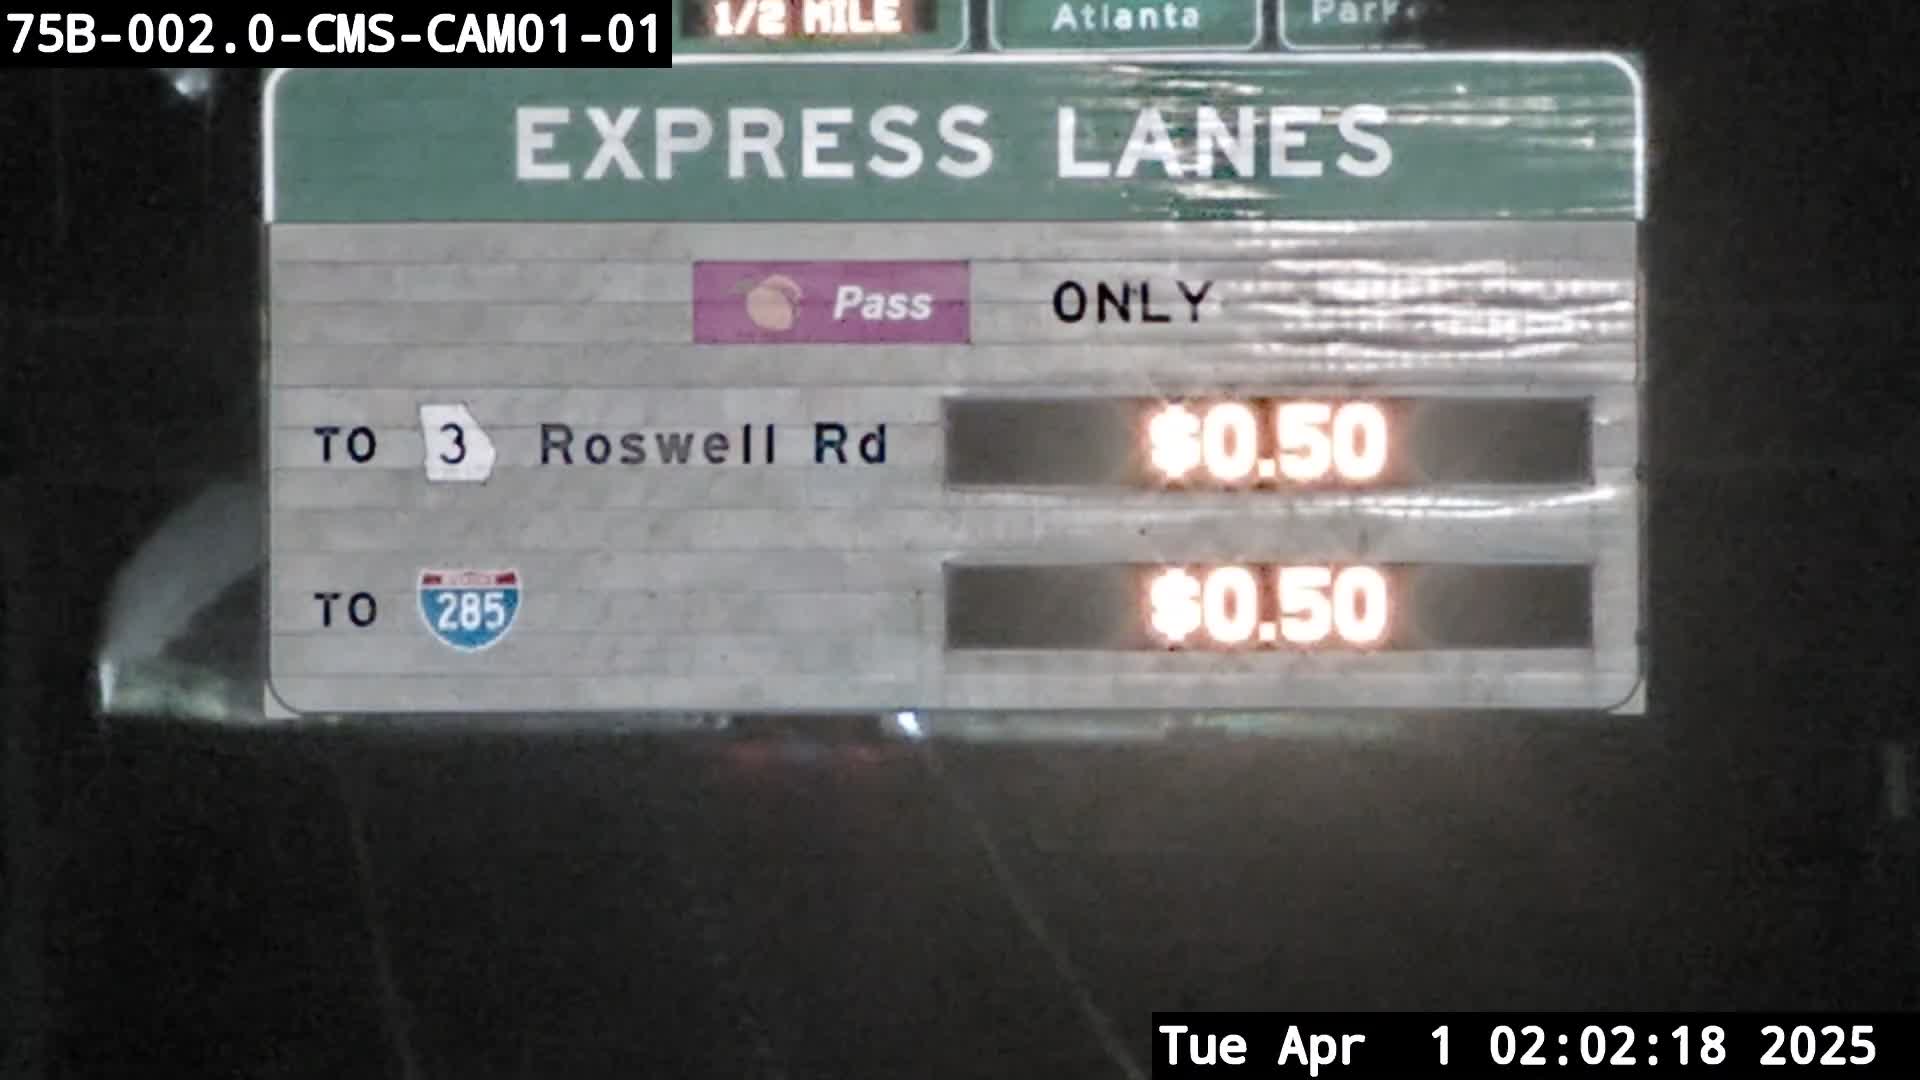 75B-002.0-CMS-CAM01-01
1/2 MILE
Atlanta
Park
EXPRESS LANES
Pass ONLY
TO 3 Roswell Rd $0.50
TO 285 $0.50
Tue Apr 1 02:02:18 2025